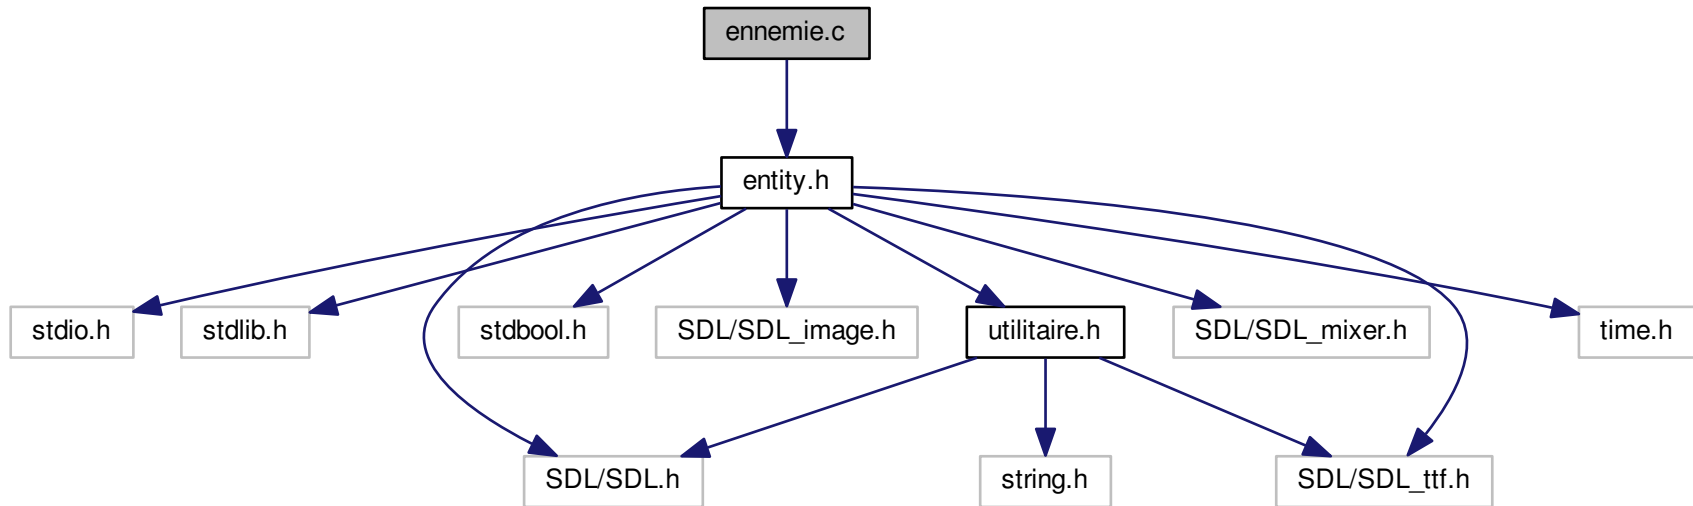 ennemie.c
entity.h
stdio.h
stdlib.h
stdbool.h
SDL/SDL_image.h
utilitaire.h
SDL/SDL_mixer.h
time.h
SDL/SDL.h
string.h
SDL/SDL_ttf.h